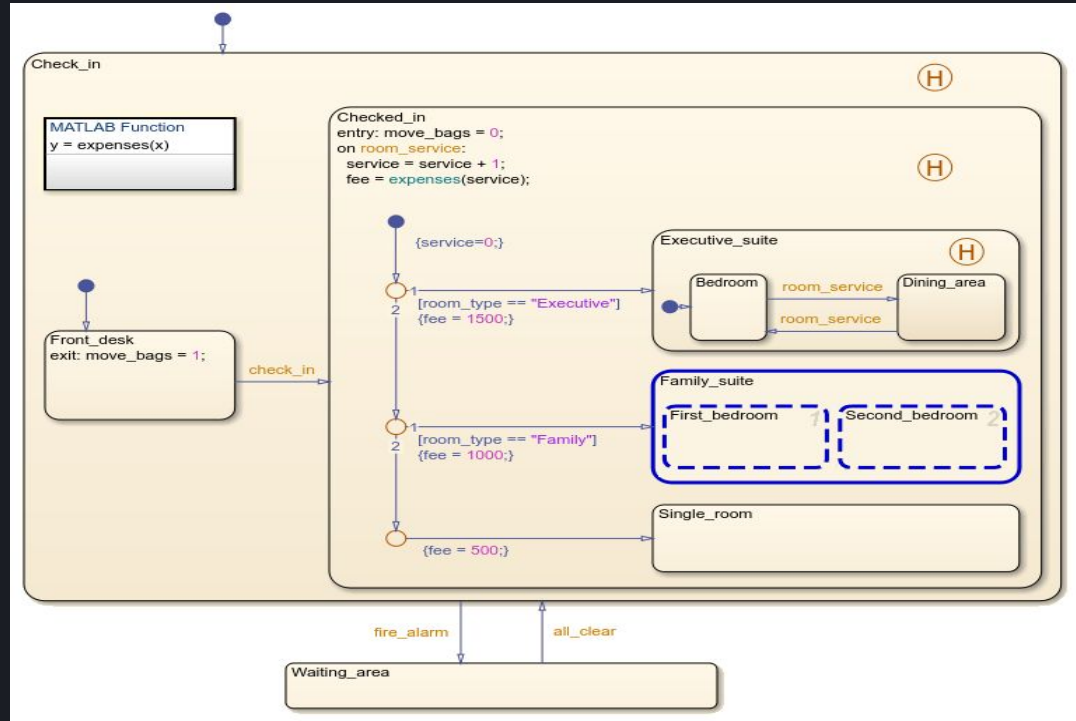 Check_in
H
MATLAB Function
y = expenses(x)
Checked_in
entry: move_bags = 0;
on room_service:
service = service + 1;
fee = expenses(service);
H
{service=0;}
Executive_suite
H
1
2
[room_type == "Executive"]
{fee = 1500;}
Bedroom
room_service
room_service
Dining_area
Front_desk
exit: move_bags = 1;
check_in
Family_suite
First_bedroom 1
Second_bedroom 2
1
2
[room_type == "Family"]
{fee = 1000;}
Single_room
{fee = 500;}
fire_alarm
all_clear
Waiting_area